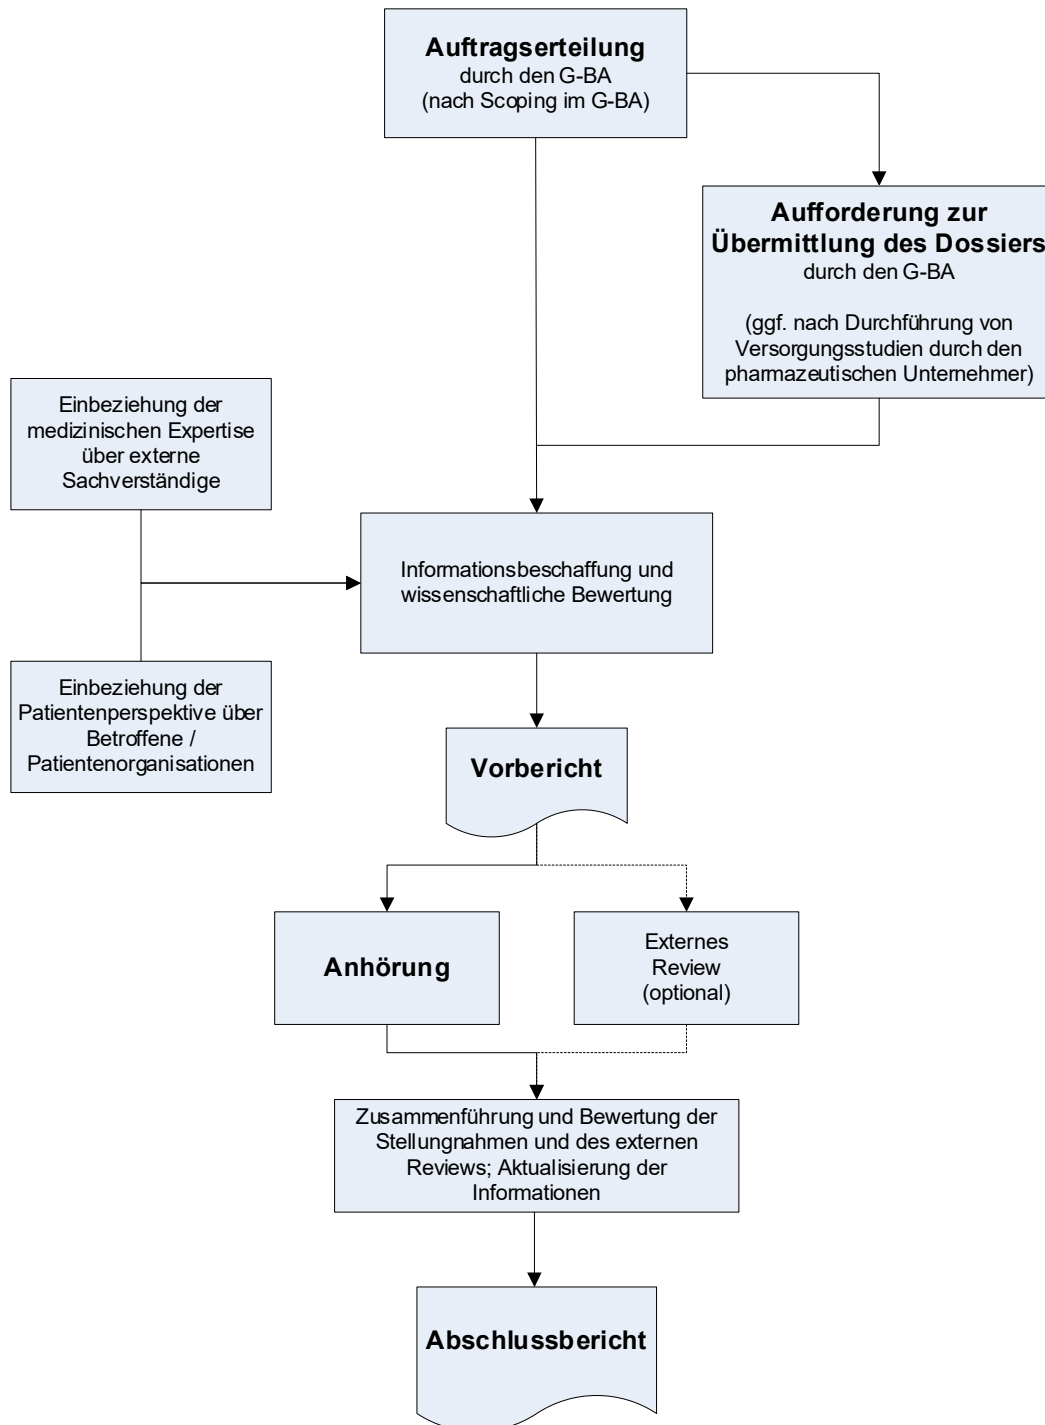 Auftragserteilung
durch den G-BA
(nach Scoping im G-BA)
Aufforderung zur
Übermittlung des Dossiers
durch den G-BA
(ggf. nach Durchführung von
Versorgungsstudien durch den
pharmazeutischen Unternehmer)
Einbeziehung der
medizinischen Expertise
über externe
Sachverständige
Informationsbeschaffung und
wissenschaftliche Bewertung
Einbeziehung der
Patientenperspektive über
Betroffene /
Patientenorganisationen
Vorbericht
Anhörung
Externes
Review
(optional)
Zusammenführung und Bewertung der
Stellungnahmen und des externen
Reviews; Aktualisierung der
Informationen
Abschlussbericht